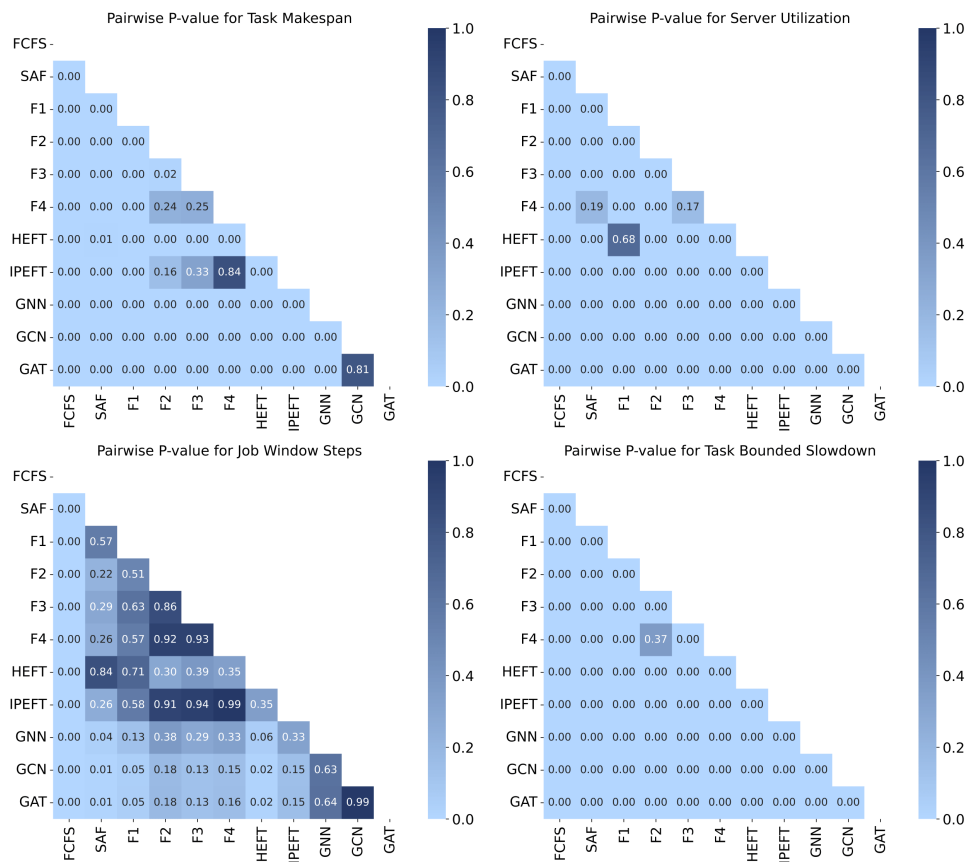 Pairwise P-value for Task Makespan
FCFS
SAF 0.00
F1 0.00 0.00
F2 0.00 0.00 0.00
F3 0.00 0.00 0.00 0.02
F4 0.00 0.00 0.00 0.24 0.25
HEFT 0.00 0.01 0.00 0.00 0.00 0.00
IPEFT 0.00 0.00 0.00 0.16 0.33 0.84 0.00
GNN 0.00 0.00 0.00 0.00 0.00 0.00 0.00 0.00
GCN 0.00 0.00 0.00 0.00 0.00 0.00 0.00 0.00 0.00
GAT 0.00 0.00 0.00 0.00 0.00 0.00 0.00 0.00 0.00 0.81
FCFS SAF F1 F2 F3 F4 HEFT IPEFT GNN GCN GAT
1.0
0.8
0.6
0.4
0.2
0.0
Pairwise P-value for Server Utilization
FCFS
SAF 0.00
F1 0.00 0.00
F2 0.00 0.00 0.00
F3 0.00 0.00 0.00 0.00
F4 0.00 0.19 0.00 0.00 0.17
HEFT 0.00 0.00 0.68 0.00 0.00 0.00
IPEFT 0.00 0.00 0.00 0.00 0.00 0.00 0.00
GNN 0.00 0.00 0.00 0.00 0.00 0.00 0.00 0.00
GCN 0.00 0.00 0.00 0.00 0.00 0.00 0.00 0.00 0.00
GAT 0.00 0.00 0.00 0.00 0.00 0.00 0.00 0.00 0.00 0.00
FCFS SAF F1 F2 F3 F4 HEFT IPEFT GNN GCN GAT
1.0
0.8
0.6
0.4
0.2
0.0
Pairwise P-value for Job Window Steps
FCFS
SAF 0.00
F1 0.00 0.57
F2 0.00 0.22 0.51
F3 0.00 0.29 0.63 0.86
F4 0.00 0.26 0.57 0.92 0.93
HEFT 0.00 0.84 0.71 0.30 0.39 0.35
IPEFT 0.00 0.26 0.58 0.91 0.94 0.99 0.35
GNN 0.00 0.04 0.13 0.38 0.29 0.33 0.06 0.33
GCN 0.00 0.01 0.05 0.18 0.13 0.15 0.02 0.15 0.63
GAT 0.00 0.01 0.05 0.18 0.13 0.16 0.02 0.15 0.64 0.99
FCFS SAF F1 F2 F3 F4 HEFT IPEFT GNN GCN GAT
1.0
0.8
0.6
0.4
0.2
0.0
Pairwise P-value for Task Bounded Slowdown
FCFS
SAF 0.00
F1 0.00 0.00
F2 0.00 0.00 0.00
F3 0.00 0.00 0.00 0.00
F4 0.00 0.00 0.00 0.37 0.00
HEFT 0.00 0.00 0.00 0.00 0.00 0.00
IPEFT 0.00 0.00 0.00 0.00 0.00 0.00 0.00
GNN 0.00 0.00 0.00 0.00 0.00 0.00 0.00 0.00
GCN 0.00 0.00 0.00 0.00 0.00 0.00 0.00 0.00 0.00
GAT 0.00 0.00 0.00 0.00 0.00 0.00 0.00 0.00 0.00 0.00
FCFS SAF F1 F2 F3 F4 HEFT IPEFT GNN GCN GAT
1.0
0.8
0.6
0.4
0.2
0.0